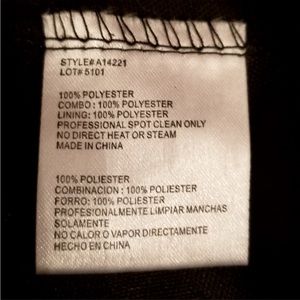 STYLE# A14221
LOT# 5101
100% POLYESTER
COMBO : 100% POLYESTER
LINING: 100% POLYESTER
PROFESSIONAL SPOT CLEAN ONLY
NO DIRECT HEAT OR STEAM
MADE IN CHINA
100% POLIESTER
COMBINACION : 100% POLIESTER
FORRO: 100% POLIESTER
PROFESIONALMENTE LIMPIAR MANCHAS
SOLAMENTE
NO CALOR O VAPOR DIRECTAMENTE
HECHO EN CHINA